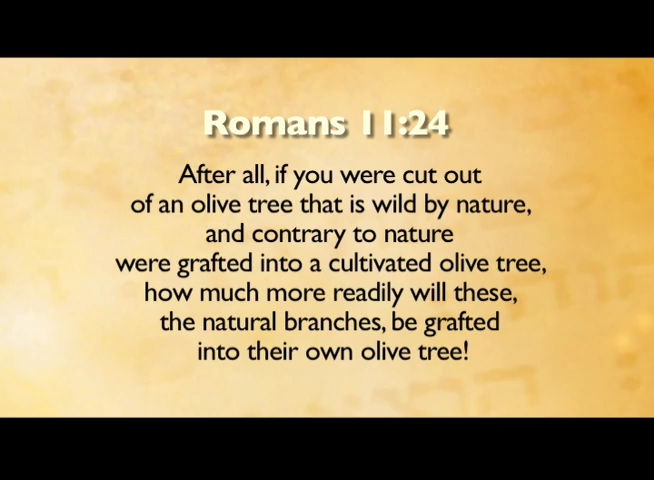 Romans 11:24
After all, if you were cut out
of an olive tree that is wild by nature,
and contrary to nature
were grafted into a cultivated olive tree,
how much more readily will these,
the natural branches, be grafted
into their own olive tree!